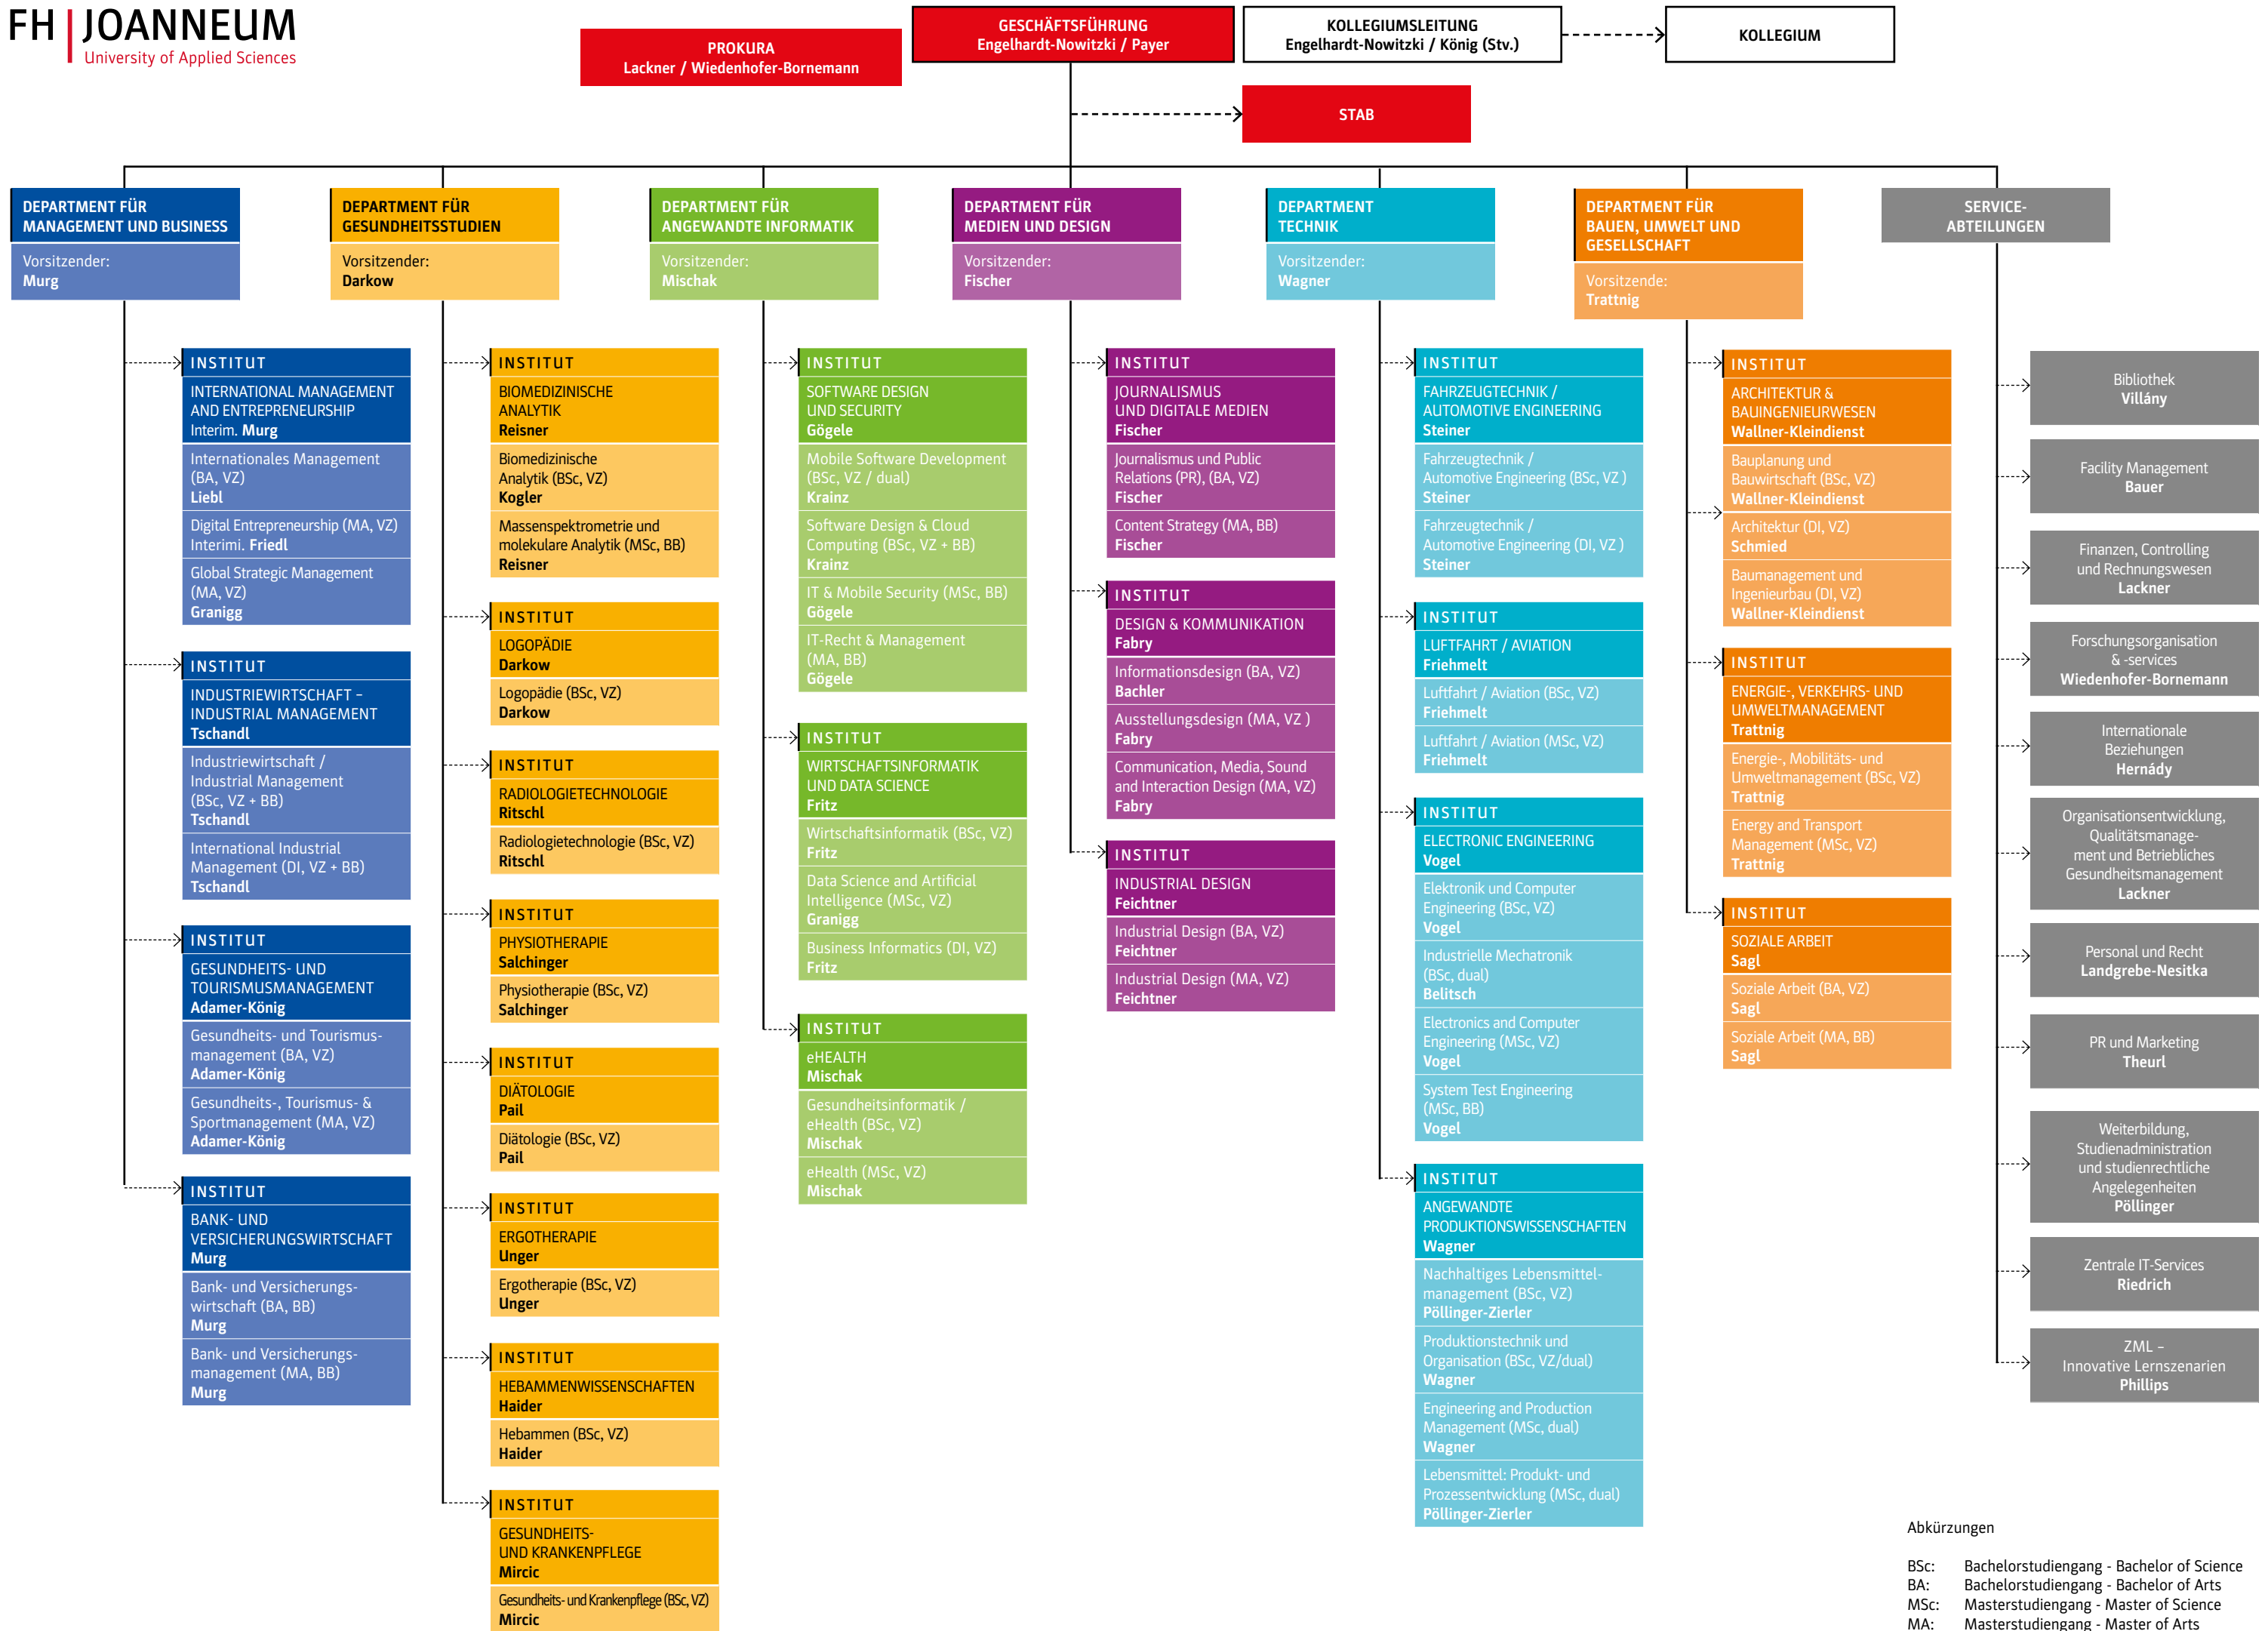 FH | JOANNEUM
University of Applied Sciences
PROKURA
Lackner / Wiedenhofer-Bornemann
GESCHÄFTSFÜHRUNG
Engelhardt-Nowitzki / Payer
KOLLEGIUMSLEITUNG
Engelhardt-Nowitzki / König (Stv.)
KOLLEGIUM
STAB
DEPARTMENT FÜR
MANAGEMENT UND BUSINESS
Vorsitzender:
Murg
INSTITUT
INTERNATIONAL MANAGEMENT
AND ENTREPRENEURSHIP
Interim. Murg
Internationales Management
(BA, VZ)
Liebl
Digital Entrepreneurship (MA, VZ)
Interimi. Friedl
Global Strategic Management
(MA, VZ)
Granigg
INSTITUT
INDUSTRIEWIRTSCHAFT –
INDUSTRIAL MANAGEMENT
Tschandl
Industriewirtschaft /
Industrial Management
(BSc, VZ + BB)
Tschandl
International Industrial
Management (DI, VZ + BB)
Tschandl
INSTITUT
GESUNDHEITS- UND
TOURISMUSMANAGEMENT
Adamer-König
Gesundheits- und Tourismus-
management (BA, VZ)
Adamer-König
Gesundheits-, Tourismus- &
Sportmanagement (MA, VZ)
Adamer-König
INSTITUT
BANK- UND
VERSICHERUNGSWIRTSCHAFT
Murg
Bank- und Versicherungs-
wirtschaft (BA, BB)
Murg
Bank- und Versicherungs-
management (MA, BB)
Murg
DEPARTMENT FÜR
GESUNDHEITSSTUDIEN
Vorsitzender:
Darkow
INSTITUT
BIOMEDIZINISCHE
ANALYTIK
Reisner
Biomedizinische
Analytik (BSc, VZ)
Kogler
Massenspektrometrie und
molekulare Analytik (MSc, BB)
Reisner
INSTITUT
LOGOPÄDIE
Darkow
Logopädie (BSc, VZ)
Darkow
INSTITUT
RADIOLOGIETECHNOLOGIE
Ritschl
Radiologietechnologie (BSc, VZ)
Ritschl
INSTITUT
PHYSIOTHERAPIE
Salchinger
Physiotherapie (BSc, VZ)
Salchinger
INSTITUT
DIÄTOLOGIE
Pail
Diätologie (BSc, VZ)
Pail
INSTITUT
ERGOTHERAPIE
Unger
Ergotherapie (BSc, VZ)
Unger
INSTITUT
HEBAMMENWISSENSCHAFTEN
Haider
Hebammen (BSc, VZ)
Haider
INSTITUT
GESUNDHEITS-
UND KRANKENPFLEGE
Mircic
Gesundheits- und Krankenpflege (BSc, VZ)
Mircic
DEPARTMENT FÜR
ANGEWANDTE INFORMATIK
Vorsitzender:
Mischak
INSTITUT
SOFTWARE DESIGN
UND SECURITY
Gögele
Mobile Software Development
(BSc, VZ / dual)
Krainz
Software Design & Cloud
Computing (BSc, VZ + BB)
Krainz
IT & Mobile Security (MSc, BB)
Gögele
IT-Recht & Management
(MA, BB)
Gögele
INSTITUT
WIRTSCHAFTSINFORMATIK
UND DATA SCIENCE
Fritz
Wirtschaftsinformatik (BSc, VZ)
Fritz
Data Science and Artificial
Intelligence (MSc, VZ)
Granigg
Business Informatics (DI, VZ)
Fritz
INSTITUT
eHEALTH
Mischak
Gesundheitsinformatik /
eHealth (BSc, VZ)
Mischak
eHealth (MSc, VZ)
Mischak
DEPARTMENT FÜR
MEDIEN UND DESIGN
Vorsitzender:
Fischer
INSTITUT
JOURNALISMUS
UND DIGITALE MEDIEN
Fischer
Journalismus und Public
Relations (PR), (BA, VZ)
Fischer
Content Strategy (MA, BB)
Fischer
INSTITUT
DESIGN & KOMMUNIKATION
Fabry
Informationsdesign (BA, VZ)
Bachler
Ausstellungsdesign (MA, VZ )
Fabry
Communication, Media, Sound
and Interaction Design (MA, VZ)
Fabry
INSTITUT
INDUSTRIAL DESIGN
Feichtner
Industrial Design (BA, VZ)
Feichtner
Industrial Design (MA, VZ)
Feichtner
DEPARTMENT
TECHNIK
Vorsitzender:
Wagner
INSTITUT
FAHRZEUGTECHNIK /
AUTOMOTIVE ENGINEERING
Steiner
Fahrzeugtechnik /
Automotive Engineering (BSc, VZ )
Steiner
Fahrzeugtechnik /
Automotive Engineering (DI, VZ )
Steiner
INSTITUT
LUFTFAHRT / AVIATION
Friehmelt
Luftfahrt / Aviation (BSc, VZ)
Friehmelt
Luftfahrt / Aviation (MSc, VZ)
Friehmelt
INSTITUT
ELECTRONIC ENGINEERING
Vogel
Elektronik und Computer
Engineering (BSc, VZ)
Vogel
Industrielle Mechatronik
(BSc, dual)
Belitsch
Electronics and Computer
Engineering (MSc, VZ)
Vogel
System Test Engineering
(MSc, BB)
Vogel
INSTITUT
ANGEWANDTE
PRODUKTIONSWISSENSCHAFTEN
Wagner
Nachhaltiges Lebensmittel-
management (BSc, VZ)
Pöllinger-Zierler
Produktionstechnik und
Organisation (BSc, VZ/dual)
Wagner
Engineering and Production
Management (MSc, dual)
Wagner
Lebensmittel: Produkt- und
Prozessentwicklung (MSc, dual)
Pöllinger-Zierler
DEPARTMENT FÜR
BAUEN, UMWELT UND
GESELLSCHAFT
Vorsitzende:
Trattnig
INSTITUT
ARCHITEKTUR &
BAUINGENIEURWESEN
Wallner-Kleindienst
Bauplanung und
Bauwirtschaft (BSc, VZ)
Wallner-Kleindienst
Architektur (DI, VZ)
Schmied
Baumanagement und
Ingenieurbau (DI, VZ)
Wallner-Kleindienst
INSTITUT
ENERGIE-, VERKEHRS- UND
UMWELTMANAGEMENT
Trattnig
Energie-, Mobilitäts- und
Umweltmanagement (BSc, VZ)
Trattnig
Energy and Transport
Management (MSc, VZ)
Trattnig
INSTITUT
SOZIALE ARBEIT
Sagl
Soziale Arbeit (BA, VZ)
Sagl
Soziale Arbeit (MA, BB)
Sagl
SERVICE-
ABTEILUNGEN
Bibliothek
Villány
Facility Management
Bauer
Finanzen, Controlling
und Rechnungswesen
Lackner
Forschungsorganisation
& -services
Wiedenhofer-Bornemann
Internationale
Beziehungen
Hernády
Organisationsentwicklung,
Qualitätsmanage-
ment und Betriebliches
Gesundheitsmanagement
Lackner
Personal und Recht
Landgrebe-Nesitka
PR und Marketing
Theurl
Weiterbildung,
Studienadministration
und studienrechtliche
Angelegenheiten
Pöllinger
Zentrale IT-Services
Riedrich
ZML –
Innovative Lernszenarien
Phillips
Abkürzungen
BSc: Bachelorstudiengang - Bachelor of Science
BA: Bachelorstudiengang - Bachelor of Arts
MSc: Masterstudiengang - Master of Science
MA: Masterstudiengang - Master of Arts